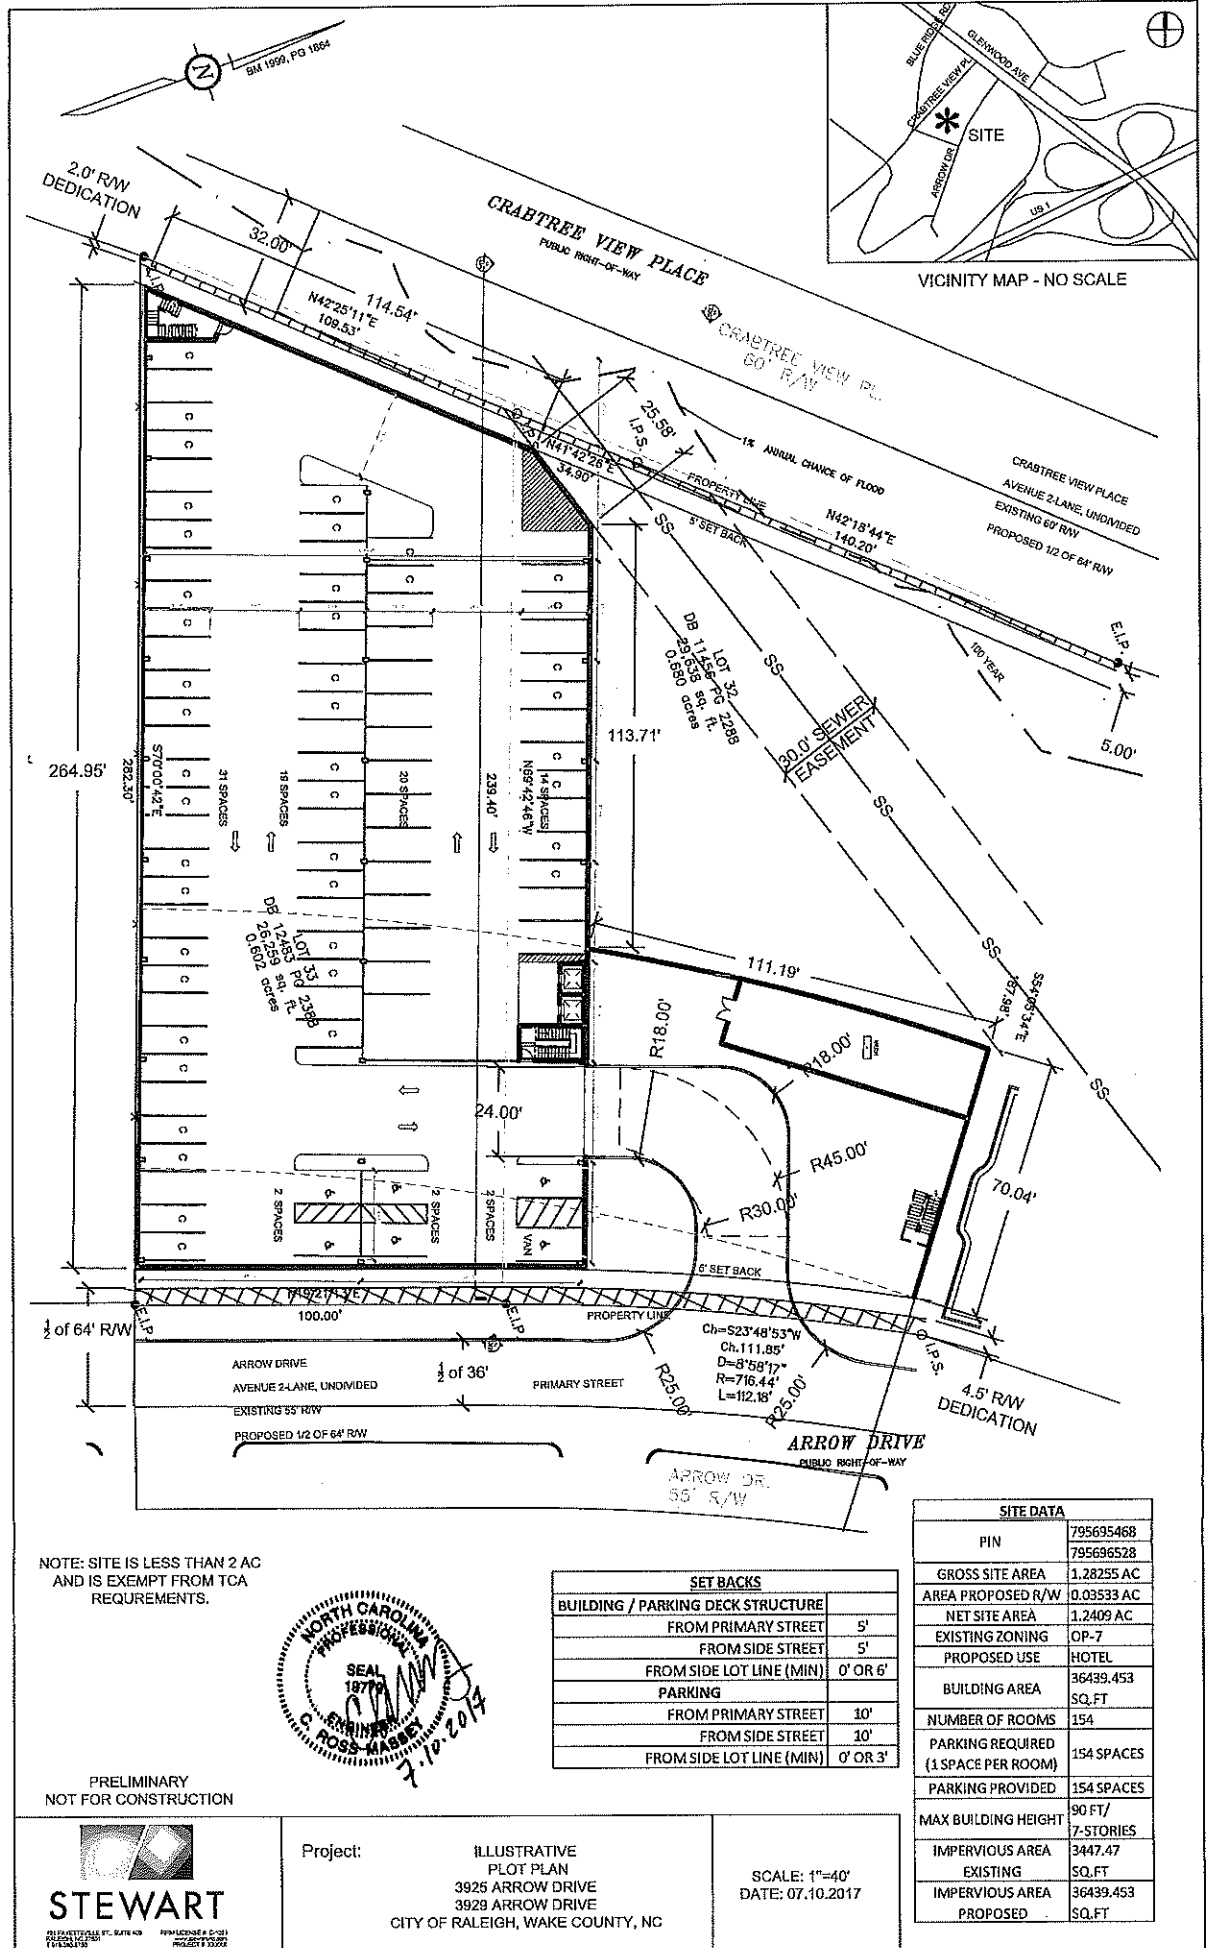 BM 1999, PG 1664
N
BLUE RIDGE RD
GLENWOOD AVE
CRABTREE VIEW PL
SITE
ARROW DR
US 1
VICINITY MAP - NO SCALE
2.0' R/W
DEDICATION
32.00'
114.54'
N42°25'11"E
109.53'
E.I.P.
CRABTREE VIEW PLACE
PUBLIC RIGHT-OF-WAY
CRABTREE VIEW PL.
60' R/W
25.58'
I.P.S.
1% ANNUAL CHANCE OF FLOOD
N41°42'26"E
34.90'
PROPERTY LINE
5' SET BACK
N42°18'44"E
140.20'
CRABTREE VIEW PLACE
AVENUE 2-LANE, UNDIVIDED
EXISTING 60' R/W
PROPOSED 1/2 OF 64' R/W
E.I.P.
100 YEAR
5.00'
LOT 32
DB 11456 PG 2288
29,638 sq. ft.
0.680 acres
SS
SS
SS
SS
SS
30.0' SEWER
EASEMENT
113.71'
264.95'
282.30'
S70°00'42"E
31 SPACES
19 SPACES
20 SPACES
239.40'
N69°42'46"W
14 SPACES
LOT 33
DB 12483 PG 2388
26,259 sq. ft.
0.602 acres
111.19'
S54°05'34"E
187.98'
R18.00'
R18.00'
24.00'
R45.00'
R30.00'
70.04'
2 SPACES
2 SPACES
2 SPACES
VAN
6' SET BACK
100.00'
E.I.P.
E.I.P.
PROPERTY LINE
½ of 64' R/W
½ of 36'
ARROW DRIVE
AVENUE 2-LANE, UNDIVIDED
EXISTING 55' R/W
PROPOSED 1/2 OF 64' R/W
PRIMARY STREET
R25.00'
Ch=S23°48'53"W
Ch.111.85'
D=8°58'17"
R=716.44'
L=112.18'
R25.00'
I.P.S.
4.5' R/W
DEDICATION
ARROW DRIVE
PUBLIC RIGHT-OF-WAY
ARROW DR.
55' R/W
NOTE: SITE IS LESS THAN 2 AC
AND IS EXEMPT FROM TCA
REQUREMENTS.
NORTH CAROLINA
PROFESSIONAL
SEAL
ENGINEER
C. ROSS MASSEY
7.10.2017
PRELIMINARY
NOT FOR CONSTRUCTION
SET BACKS
BUILDING / PARKING DECK STRUCTURE
FROM PRIMARY STREET 5'
FROM SIDE STREET 5'
FROM SIDE LOT LINE (MIN) 0' OR 6'
PARKING
FROM PRIMARY STREET 10'
FROM SIDE STREET 10'
FROM SIDE LOT LINE (MIN) 0' OR 3'
SITE DATA
PIN 795695468
795696528
GROSS SITE AREA 1.28255 AC
AREA PROPOSED R/W 0.03533 AC
NET SITE AREA 1.2409 AC
EXISTING ZONING OP-7
PROPOSED USE HOTEL
BUILDING AREA 36439.453
SQ.FT
NUMBER OF ROOMS 154
PARKING REQUIRED
(1 SPACE PER ROOM) 154 SPACES
PARKING PROVIDED 154 SPACES
MAX BUILDING HEIGHT 90 FT/
7-STORIES
IMPERVIOUS AREA 3447.47
EXISTING SQ.FT
IMPERVIOUS AREA 36439.453
PROPOSED SQ.FT
STEWART
Project:
ILLUSTRATIVE
PLOT PLAN
3925 ARROW DRIVE
3929 ARROW DRIVE
CITY OF RALEIGH, WAKE COUNTY, NC
SCALE: 1"=40'
DATE: 07.10.2017